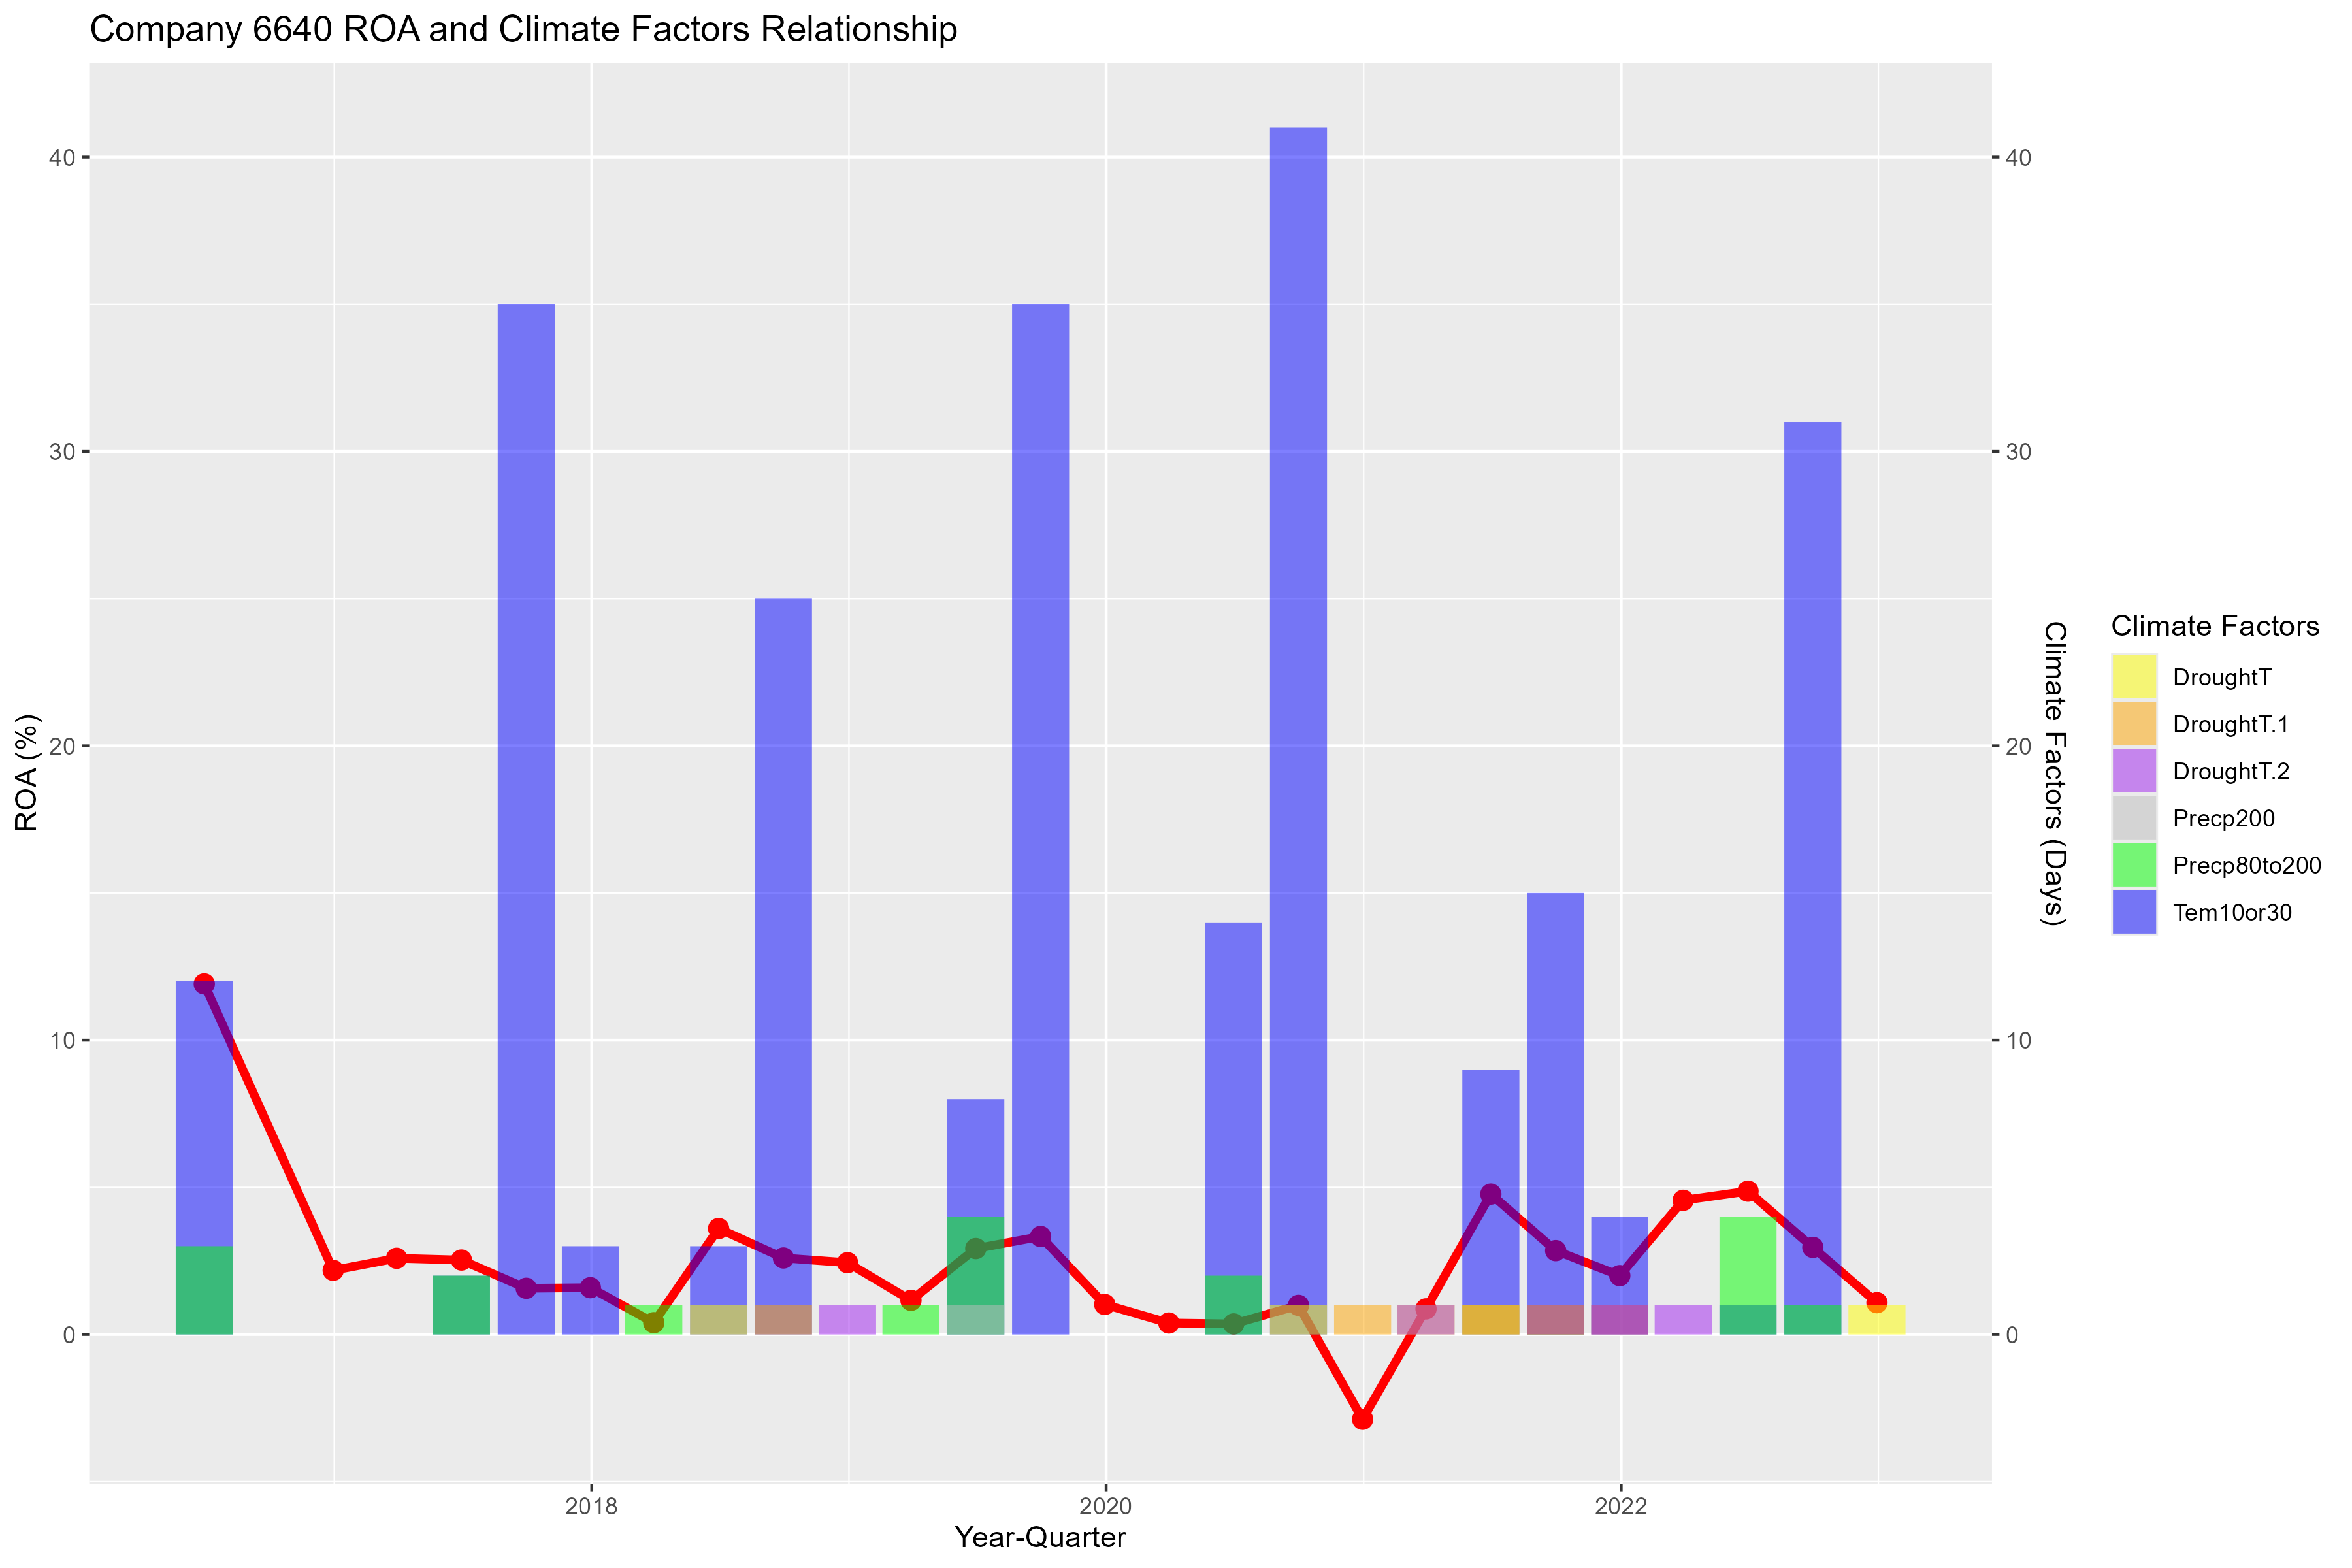 Company 6640 ROA and Climate Factors Relationship
40
30
20
10
0
ROA (%)
40
30
20
10
0
Climate Factors (Days)
2018
2020
2022
Year-Quarter
Climate Factors
DroughtT
DroughtT.1
DroughtT.2
Precp200
Precp80to200
Tem10or30